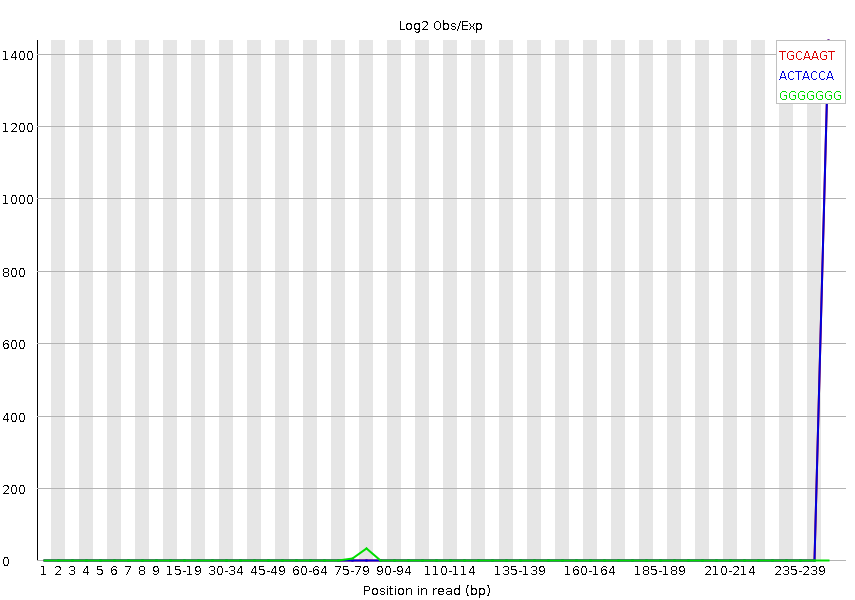 Log2 Obs/Exp
1400
1200
1000
800
600
400
200
0
TGCAAGT
ACTACCA
GGGGGGG
1 2 3 4 5 6 7 8 9 15-19 30-34 45-49 60-64 75-79 90-94 110-114 135-139 160-164 185-189 210-214 235-239
Position in read (bp)